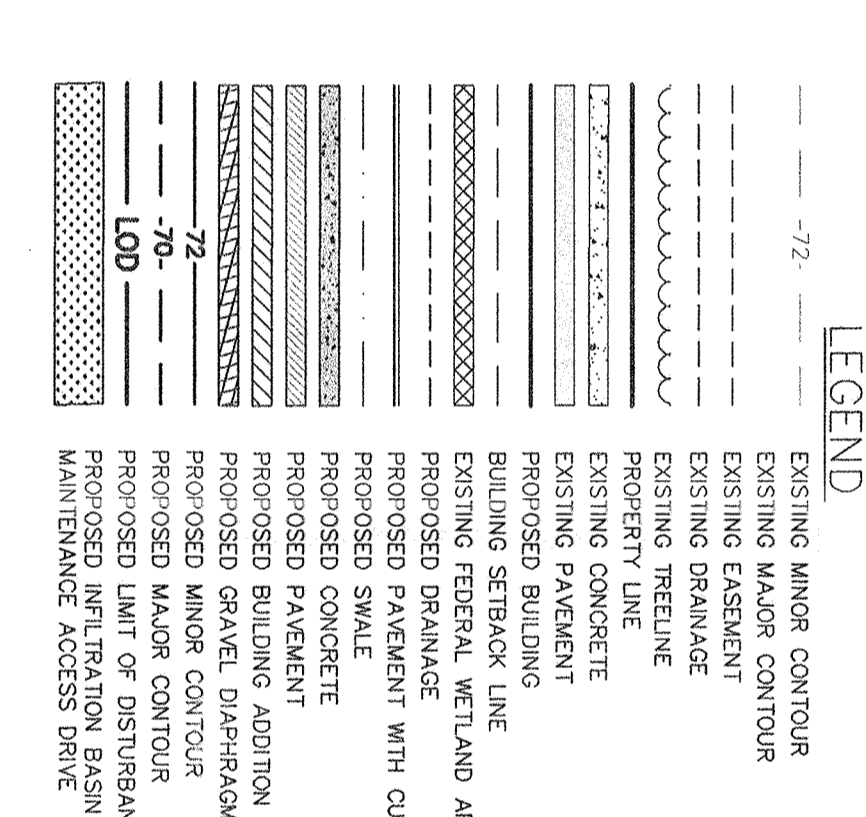 LEGEND
-72- EXISTING MINOR CONTOUR
EXISTING MAJOR CONTOUR
EXISTING EASEMENT
EXISTING DRAINAGE
EXISTING TREELINE
PROPERTY LINE
EXISTING CONCRETE
EXISTING PAVEMENT
PROPOSED BUILDING
BUILDING SETBACK LINE
EXISTING FEDERAL WETLAND
PROPOSED DRAINAGE
PROPOSED PAVEMENT WITH
PROPOSED SWALE
PROPOSED CONCRETE
PROPOSED PAVEMENT
PROPOSED BUILDING ADDITION
PROPOSED GRAVEL DIAPHRAGM
72 PROPOSED MINOR CONTOUR
-70- PROPOSED MAJOR CONTOUR
LOD PROPOSED LIMIT OF
PROPOSED INFILTRATION BASIN
MAINTENANCE ACCESS DRIVE